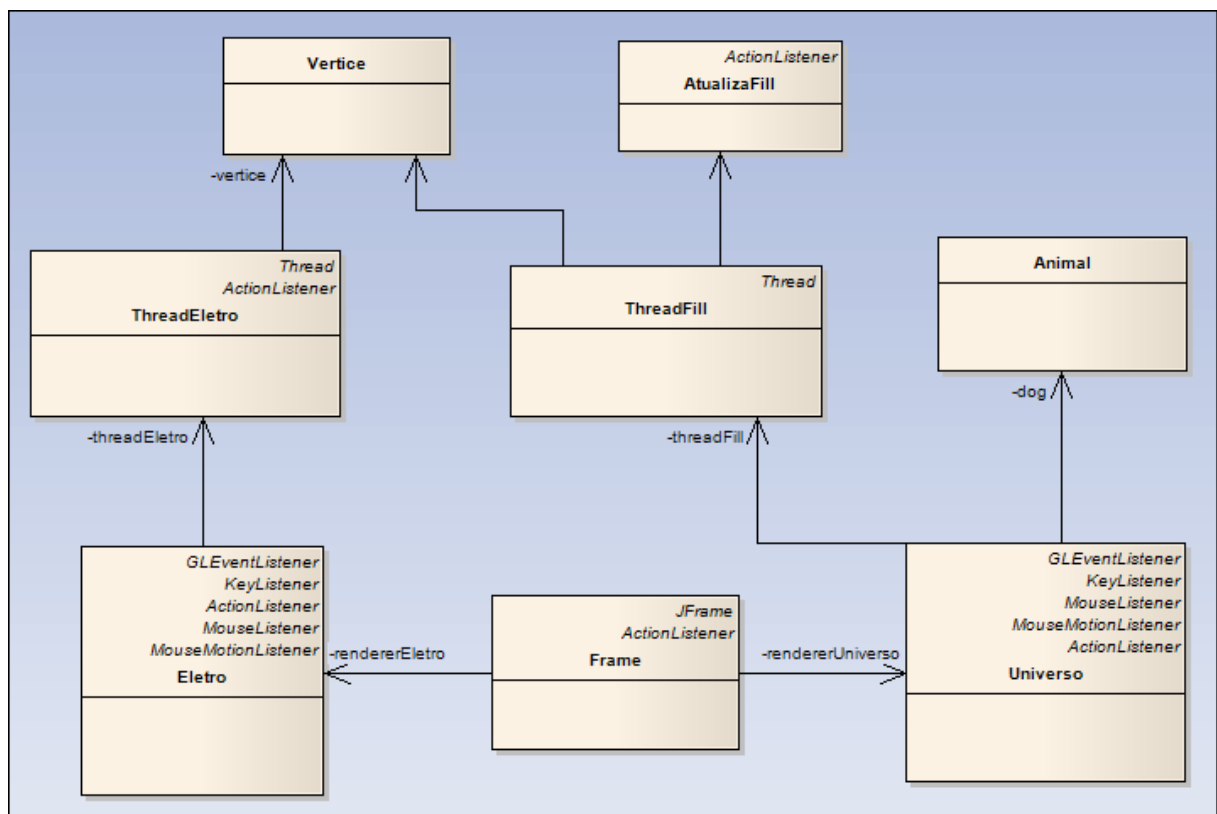 Vertice
ActionListener
AtualizaFill
-vertice
Thread
ActionListener
ThreadEletro
Thread
ThreadFill
Animal
-threadEletro
-threadFill
-dog
GLEventListener
KeyListener
ActionListener
MouseListener
MouseMotionListener
Eletro
-rendererEletro
JFrame
ActionListener
Frame
-rendererUniverso
GLEventListener
KeyListener
MouseListener
MouseMotionListener
ActionListener
Universo